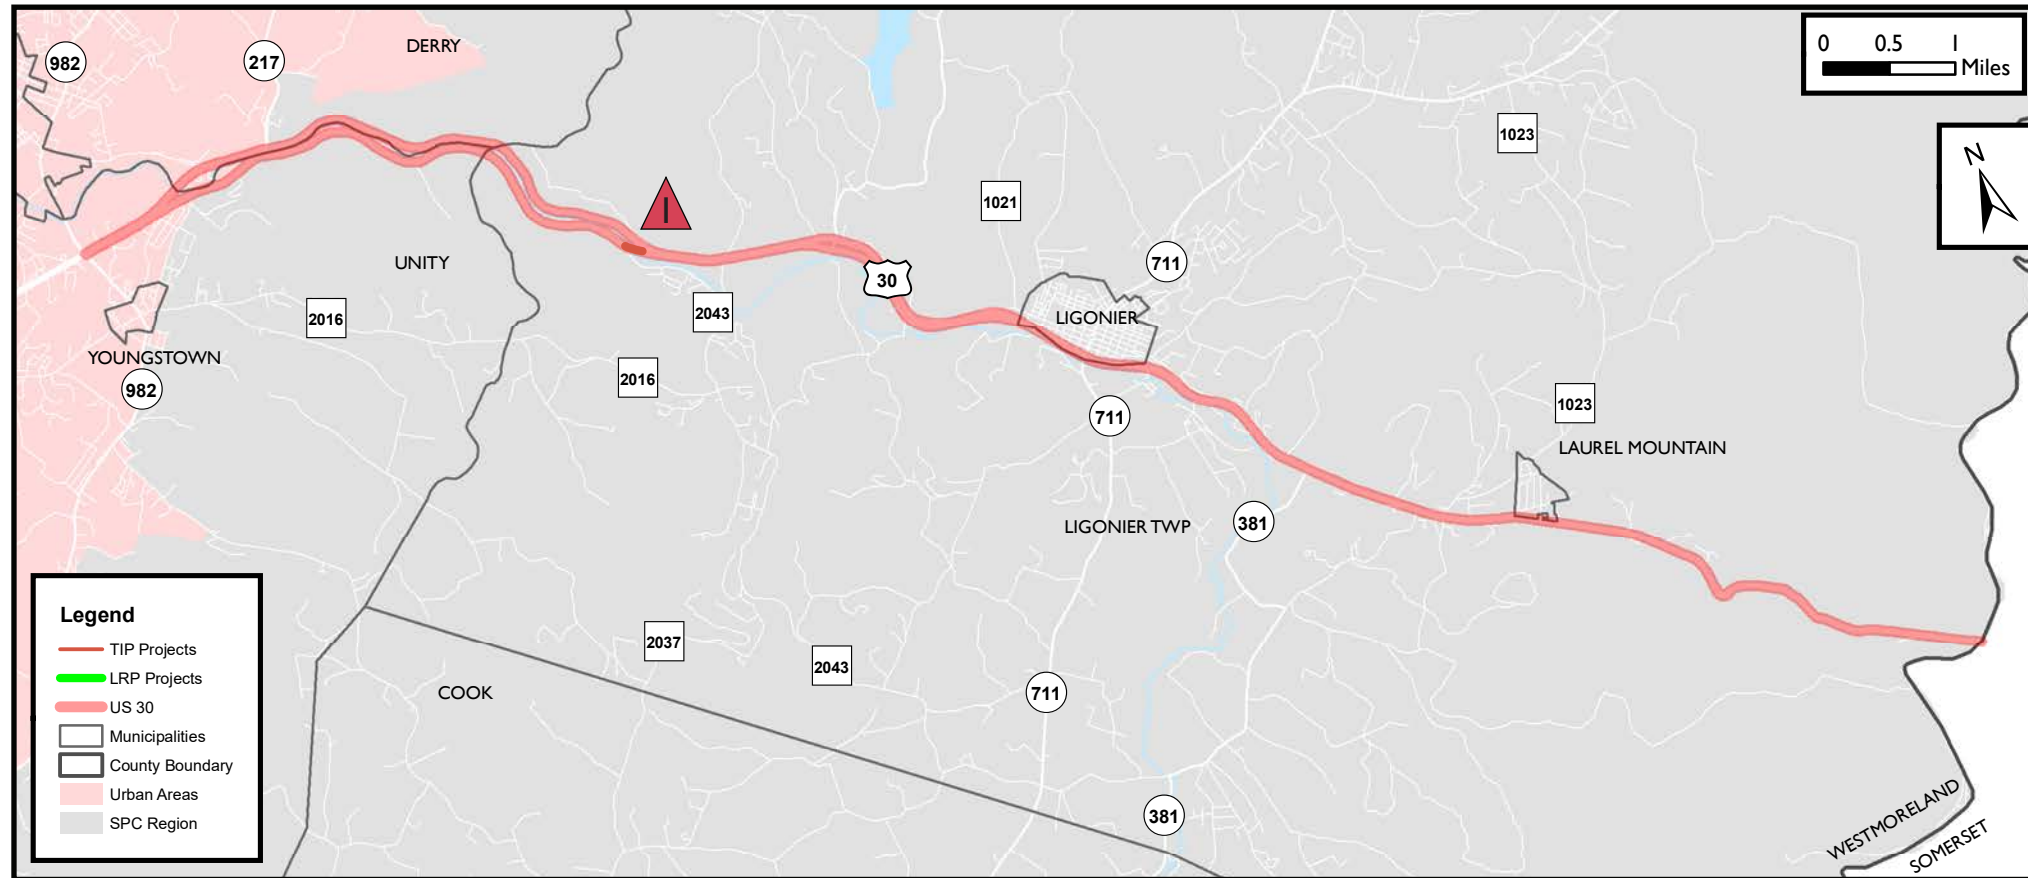 DERRY
982
217
0 0.5 1
Miles
1023
N
I
1021
UNITY
711
30
2043
2016
LIGONIER
YOUNGSTOWN
2016
982
1023
711
LAUREL MOUNTAIN
LIGONIER TWP
381
Legend
TIP Projects
LRP Projects
US 30
Municipalities
County Boundary
Urban Areas
SPC Region
2037
2043
COOK
711
381
WESTMORELAND
SOMERSET